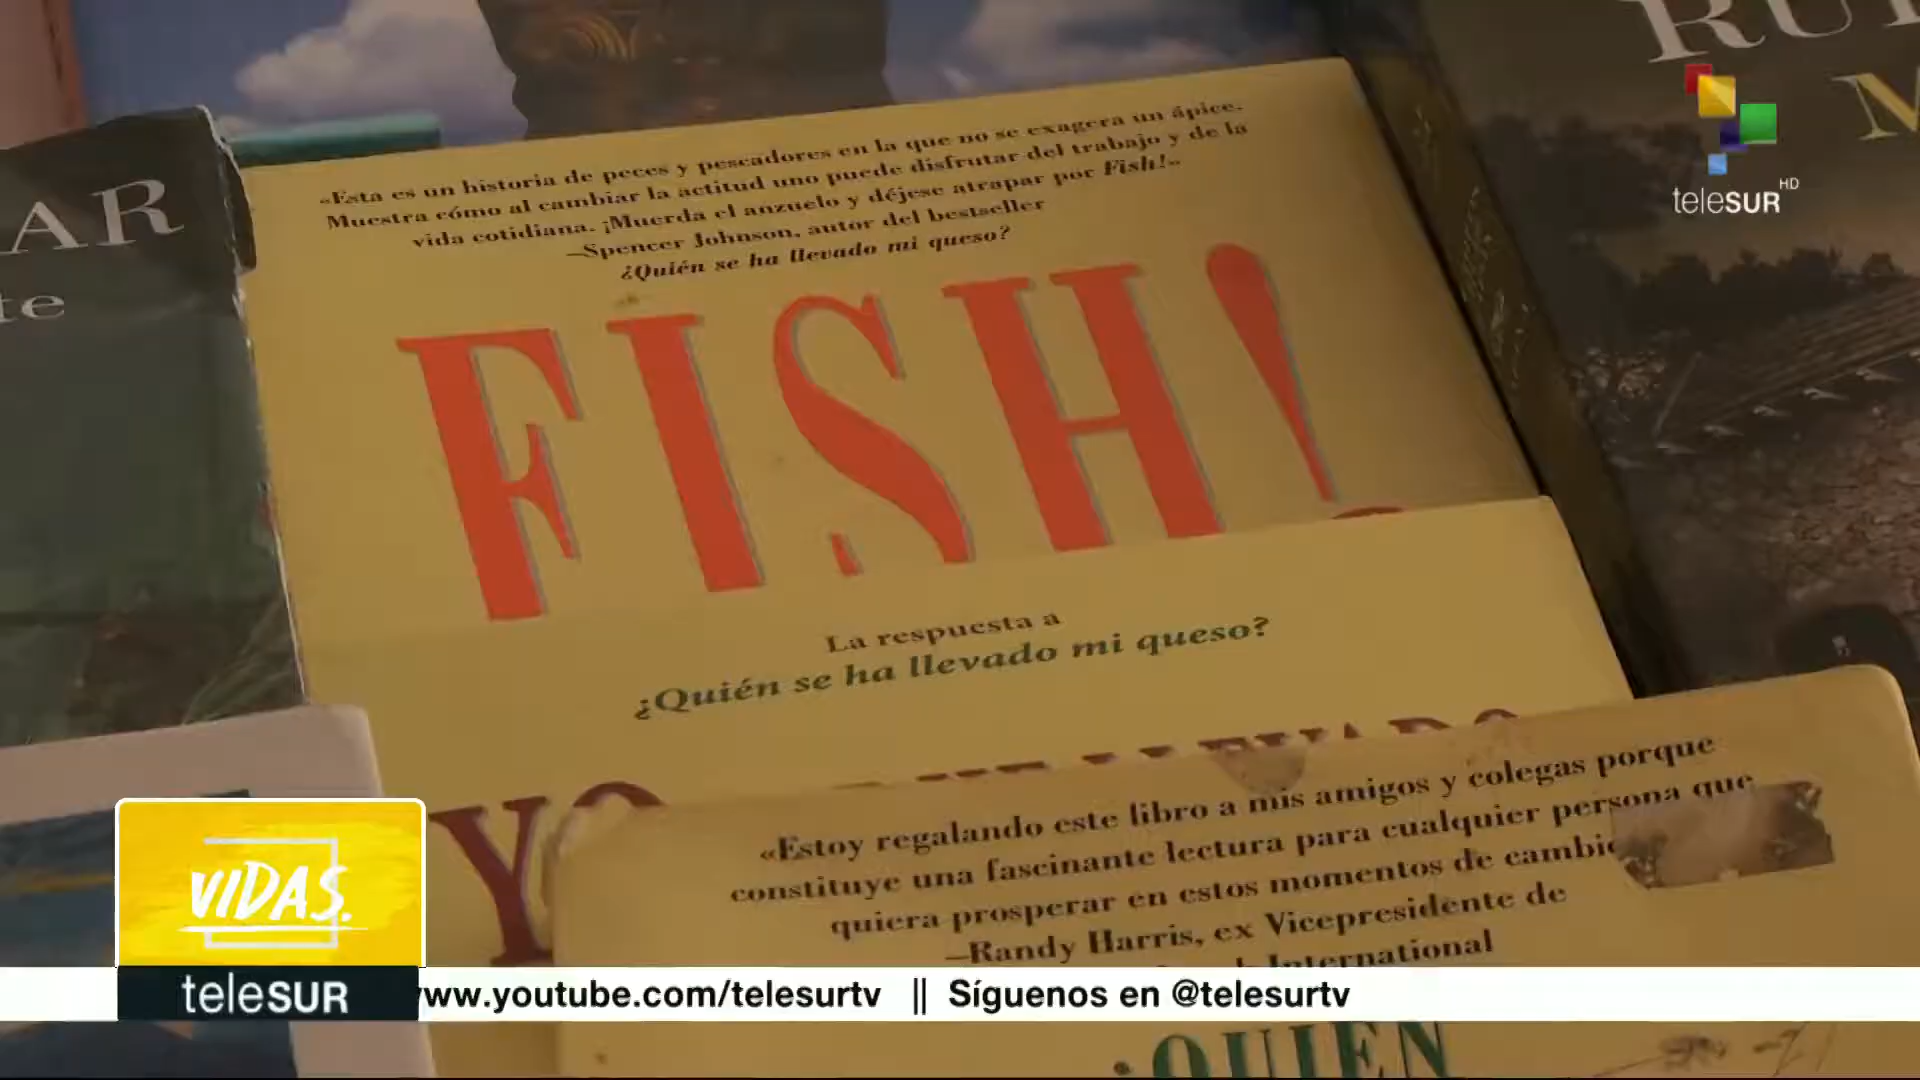 RU
M
teleSUR HD
AR
te
«Esta es un historia de peces y pescadores en la que no se exagera un ápice.
Muestra cómo al cambiar la actitud uno puede disfrutar del trabajo y de la
vida cotidiana. ¡Muerda el anzuelo y déjese atrapar por Fish!»
—Spencer Johnson, autor del bestseller
¿Quién se ha llevado mi queso?
FISH!
La respuesta a
¿Quién se ha llevado mi queso?
YO
«Estoy regalando este libro a mis amigos y colegas porque
constituye una fascinante lectura para cualquier persona que
quiera prosperar en estos momentos de cambio
—Randy Harris, ex Vicepresidente de
International
¿QUIÉN
VIDAS.
teleSUR
www.youtube.com/telesurtv || Síguenos en @telesurtv